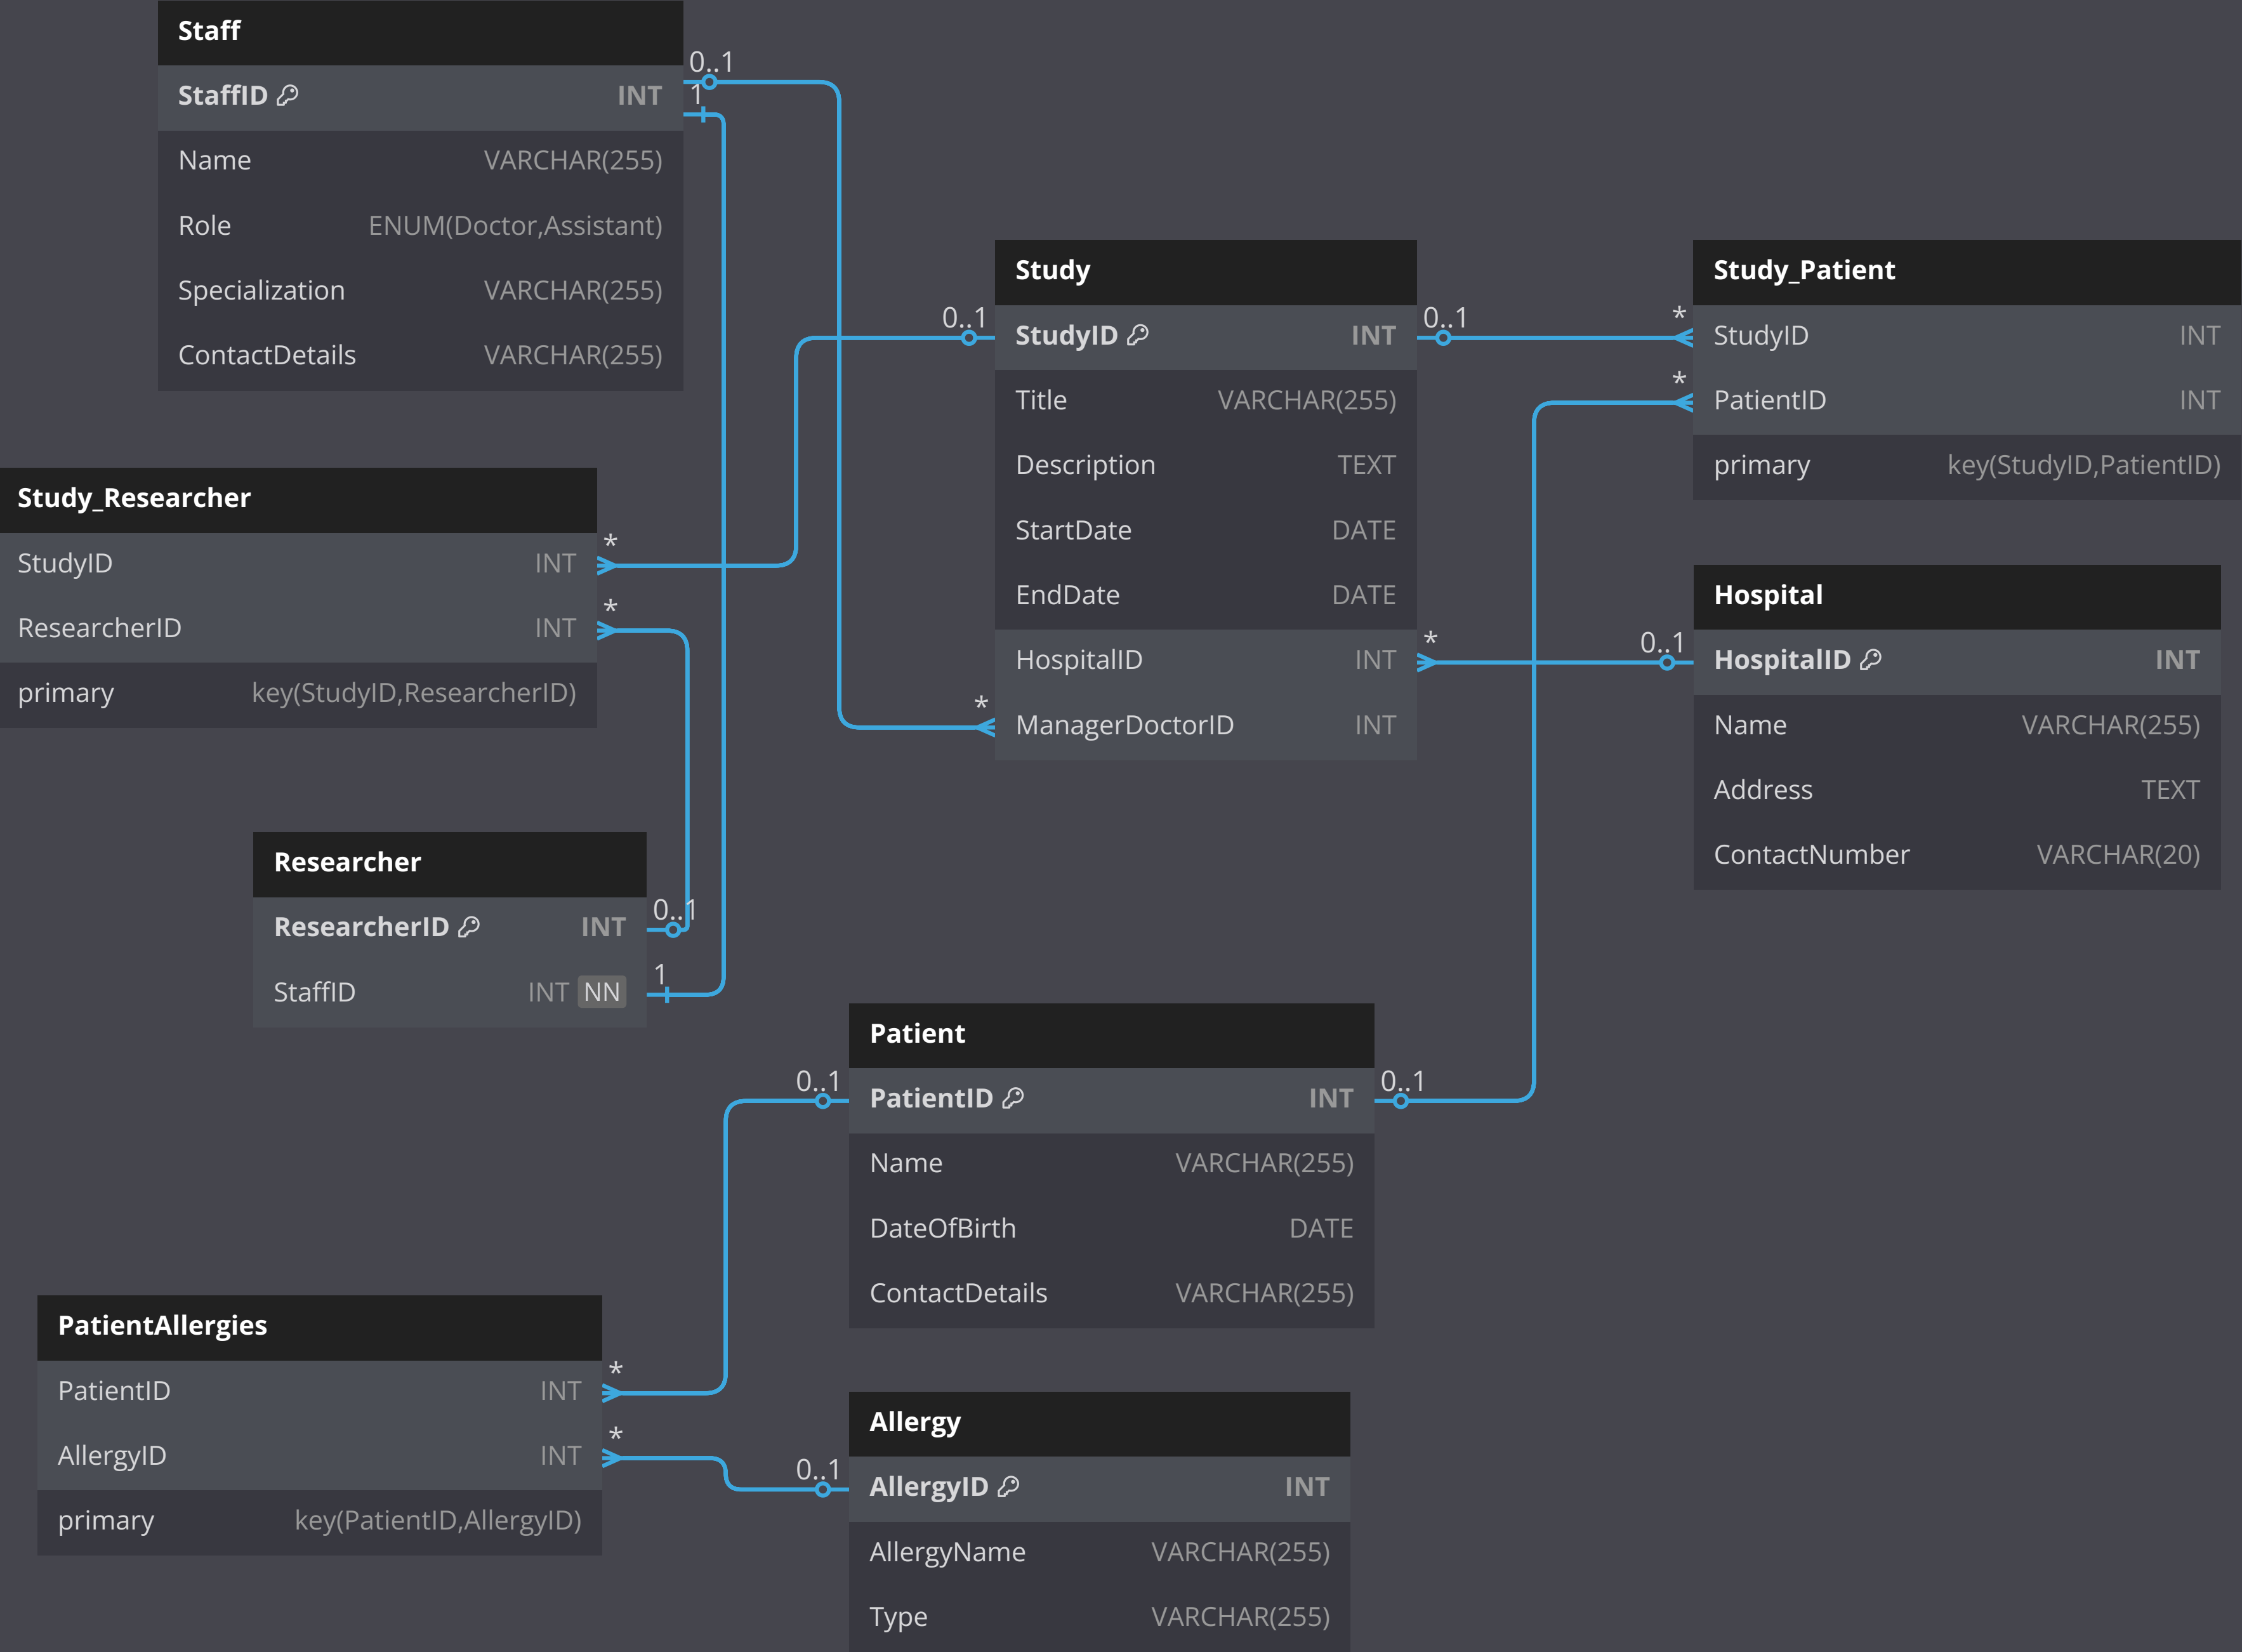 Staff
StaffID INT
Name VARCHAR(255)
Role ENUM(Doctor,Assistant)
Specialization VARCHAR(255)
ContactDetails VARCHAR(255)
0..1
1
Study_Researcher
StudyID INT
ResearcherID INT
primary key(StudyID,ResearcherID)
*
*
Researcher
ResearcherID INT
StaffID INT NN
0..1
1
0..1
Study
StudyID INT
Title VARCHAR(255)
Description TEXT
StartDate DATE
EndDate DATE
HospitalID INT
ManagerDoctorID INT
*
0..1
*
Study_Patient
StudyID INT
PatientID INT
primary key(StudyID,PatientID)
*
*
Hospital
HospitalID INT
Name VARCHAR(255)
Address TEXT
ContactNumber VARCHAR(20)
0..1
Patient
PatientID INT
Name VARCHAR(255)
DateOfBirth DATE
ContactDetails VARCHAR(255)
0..1
0..1
PatientAllergies
PatientID INT
AllergyID INT
primary key(PatientID,AllergyID)
*
*
0..1
Allergy
AllergyID INT
AllergyName VARCHAR(255)
Type VARCHAR(255)